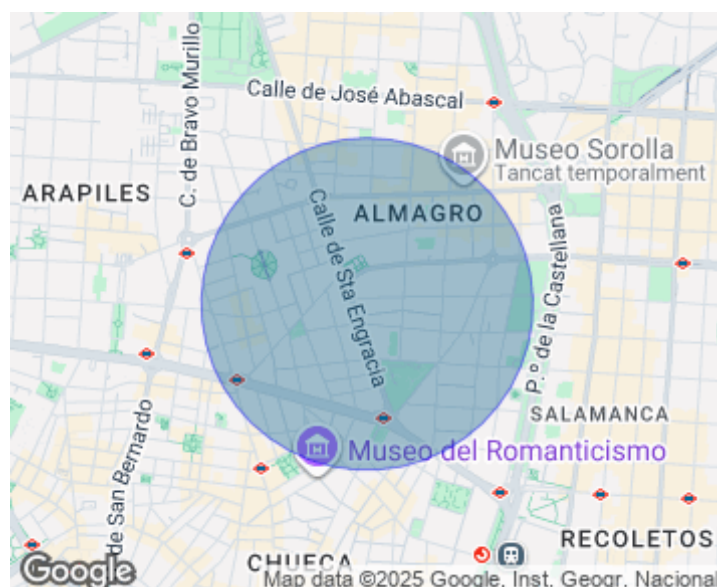 Calle de José Abascal
C. de Bravo Murillo
Museo Sorolla
Tancat temporalment
ARAPILES
ALMAGRO
Calle de Sta Engracia
P.º de la Castellana
SALAMANCA
Museo del Romanticismo
de San Bernardo
RECOLETOS
CHUECA
Google
Map data ©2025 Google, Inst. Geogr. Nacional